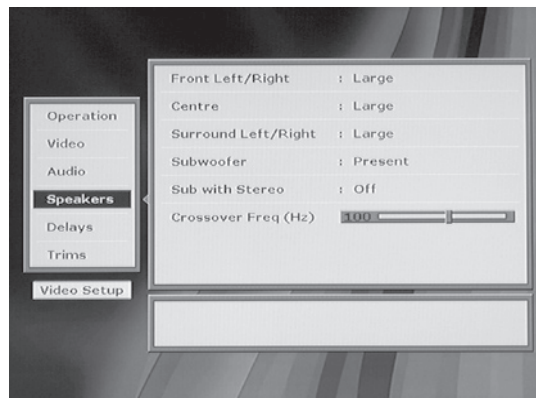 Operation
Video
Audio
Speakers
Delays
Trims
Video Setup
Front Left/Right : Large
Centre : Large
Surround Left/Right : Large
Subwoofer : Present
Sub with Stereo : Off
Crossover Freq (Hz) 100